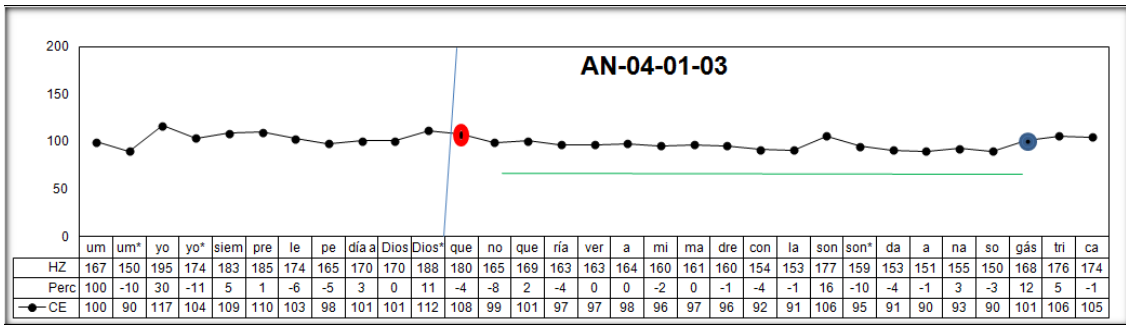 AN-04-01-03
200
150
100
50
0
um um* yo yo* siem pre le pe día a Dios Dios* que no que ría ver a mi ma dre con la son son* da a na so gás tri ca
HZ 167 150 195 174 183 185 174 165 170 170 188 180 165 169 163 163 164 160 161 160 154 153 177 159 153 151 155 150 168 176 174
Perc 100 -10 30 -11 5 1 -6 -5 3 0 11 -4 -8 2 -4 0 0 -2 0 -1 -4 -1 16 -10 -4 -1 3 -3 12 5 -1
CE 100 90 117 104 109 110 103 98 101 101 112 108 99 101 97 97 98 96 97 96 92 91 106 95 91 90 93 90 101 106 105